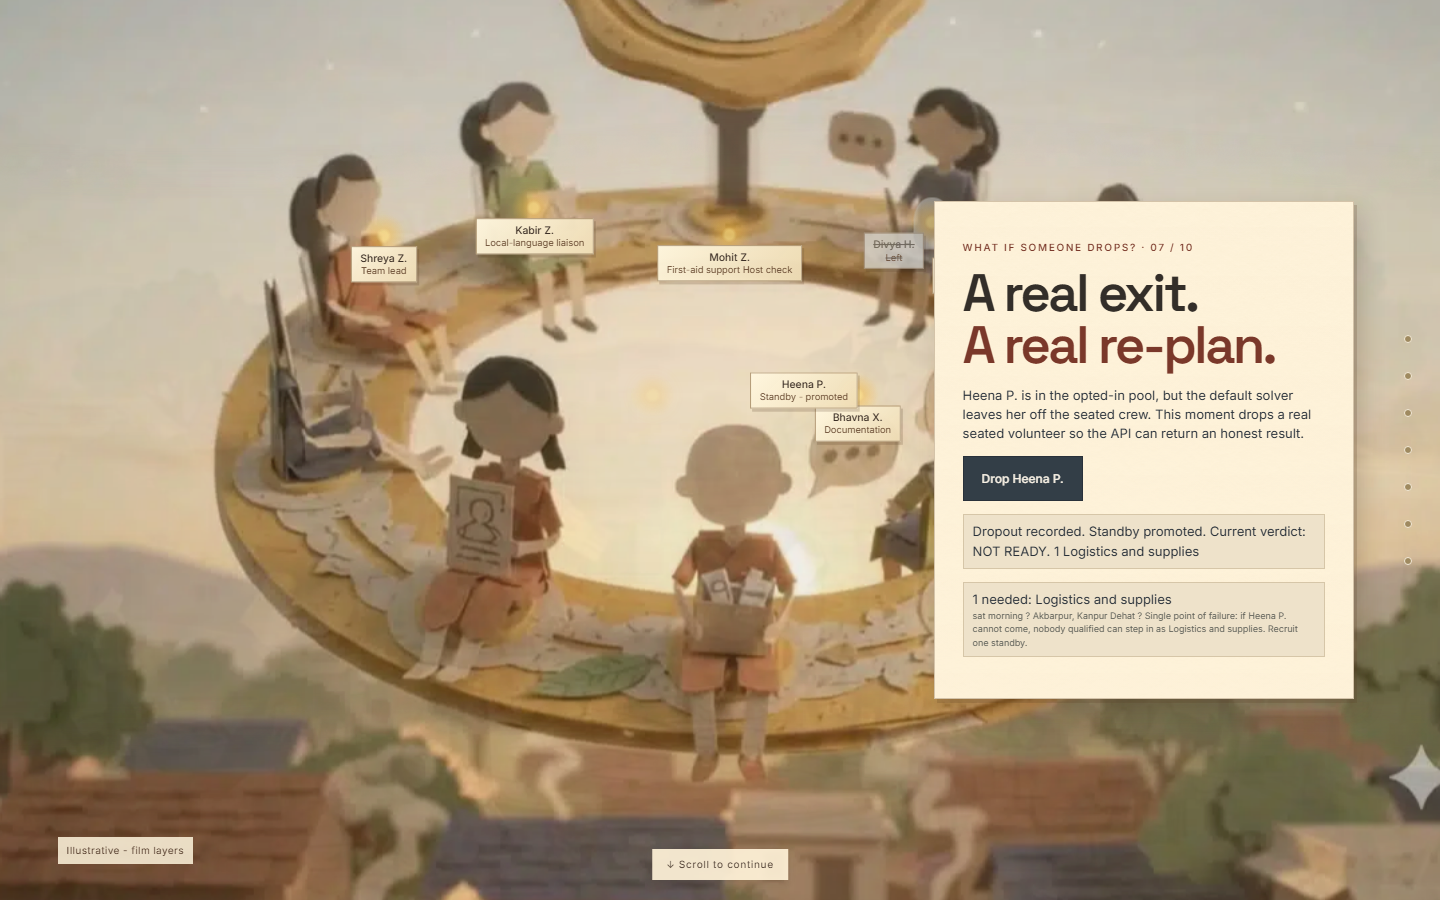 Kabir Z.
Local-language liaison
Shreya Z.
Team lead
Mohit Z.
First-aid support Host check
Divya H.
Left
Heena P.
Standby - promoted
Bhavna X.
Documentation
WHAT IF SOMEONE DROPS? · 07 / 10
A real exit.
A real re-plan.
Heena P. is in the opted-in pool, but the default solver
leaves her off the seated crew. This moment drops a real
seated volunteer so the API can return an honest result.
Drop Heena P.
Dropout recorded. Standby promoted. Current verdict:
NOT READY. 1 Logistics and supplies
1 needed: Logistics and supplies
sat morning ? Akbarpur, Kanpur Dehat ? Single point of failure: if Heena P.
cannot come, nobody qualified can step in as Logistics and supplies. Recruit
one standby.
Illustrative - film layers
↓ Scroll to continue